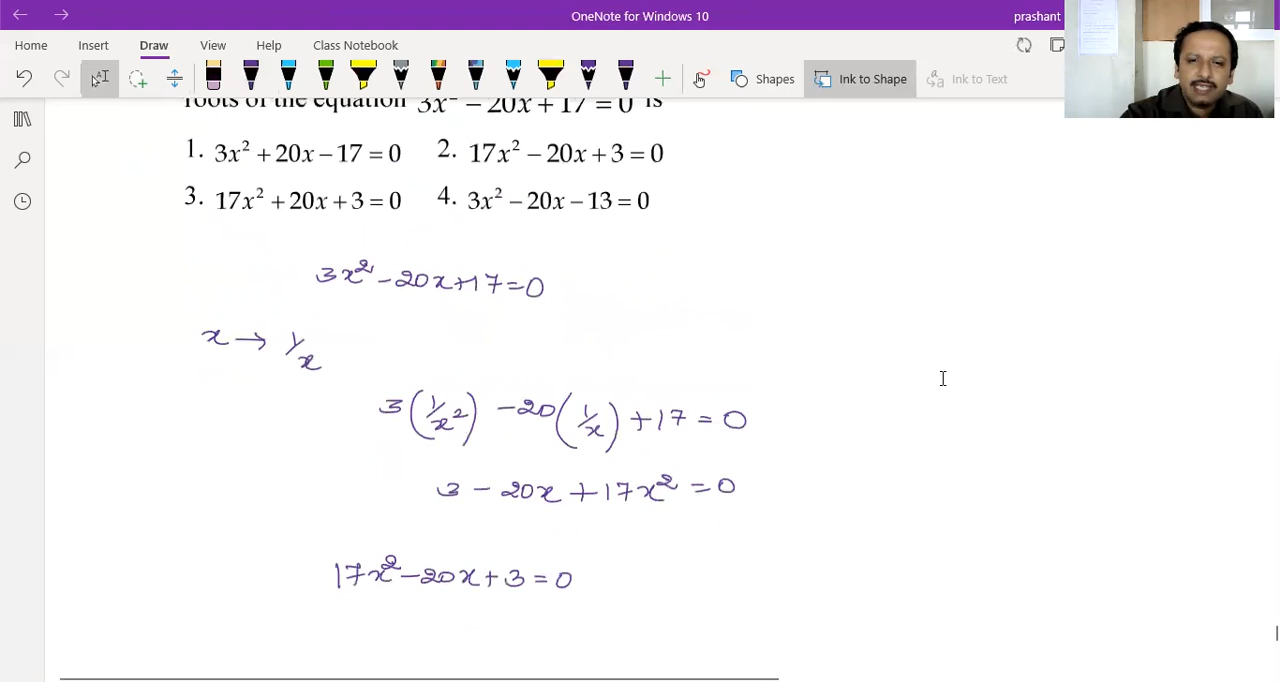 OneNote for Windows 10
prashant
Home Insert Draw View Help Class Notebook
Shapes Ink to Shape Ink to Text
roots of the equation 3x² − 20x + 17 = 0 is
1. 3x² + 20x − 17 = 0 2. 17x² − 20x + 3 = 0
3. 17x² + 20x + 3 = 0 4. 3x² − 20x − 13 = 0
3x² − 20x + 17 = 0
x → 1/x
3(1/x²) − 20(1/x) + 17 = 0
3 − 20x + 17x² = 0
17x² − 20x + 3 = 0